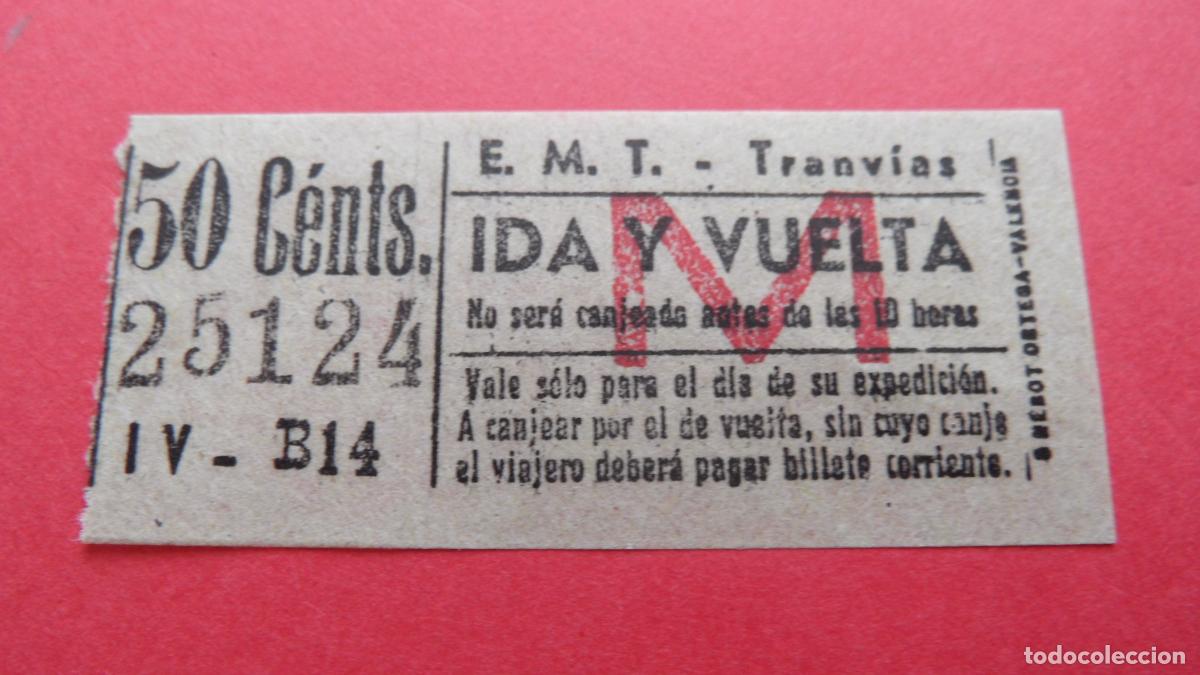 50 Cénts.
25124
IV - B14
E. M. T. - Tranvías
IDA Y VUELTA
M
No será canjeado antes de las 10 horas
Vale sólo para el día de su expedición.
A canjear por el de vuelta, sin cuyo canje
el viajero deberá pagar billete corriente.
NEBOT ORTEGA-VALENCIA
todocoleccion